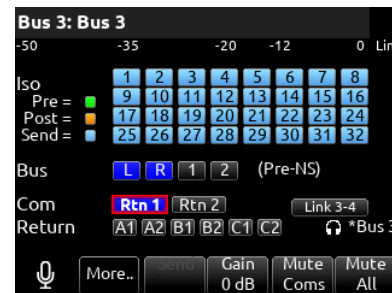 Bus 3: Bus 3
-50 -35 -20 -12 0 Lin
Iso 1 2 3 4 5 6 7 8
Pre = 9 10 11 12 13 14 15 16
Post = 17 18 19 20 21 22 23 24
Send = 25 26 27 28 29 30 31 32
Bus L R 1 2 (Pre-NS)
Com Rtn 1 Rtn 2 Link 3-4
Return A1 A2 B1 B2 C1 C2 *Bus 3
More.. Send Gain Mute Mute
0 dB Coms All